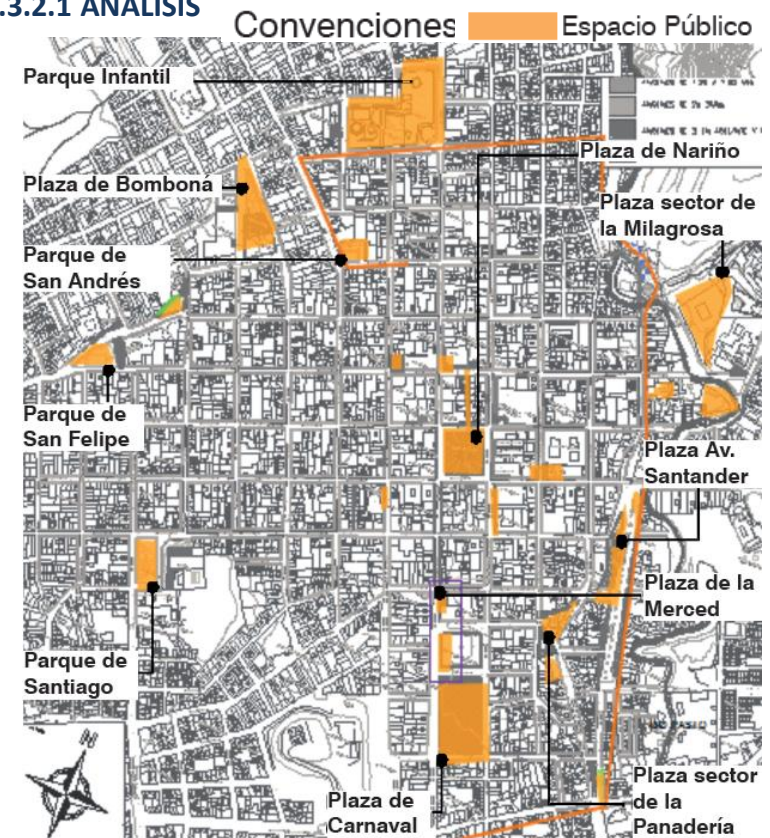 .3.2.1 ANÁLISIS
Convenciones
Espacio Público
Parque Infantil
Plaza de Nariño
Plaza de Bomboná
Plaza sector de
la Milagrosa
Parque de
San Andrés
Parque de
San Felipe
Plaza Av.
Santander
Plaza de la
Merced
Parque de
Santiago
Plaza de
Carnaval
Plaza sector
de la
Panadería
N